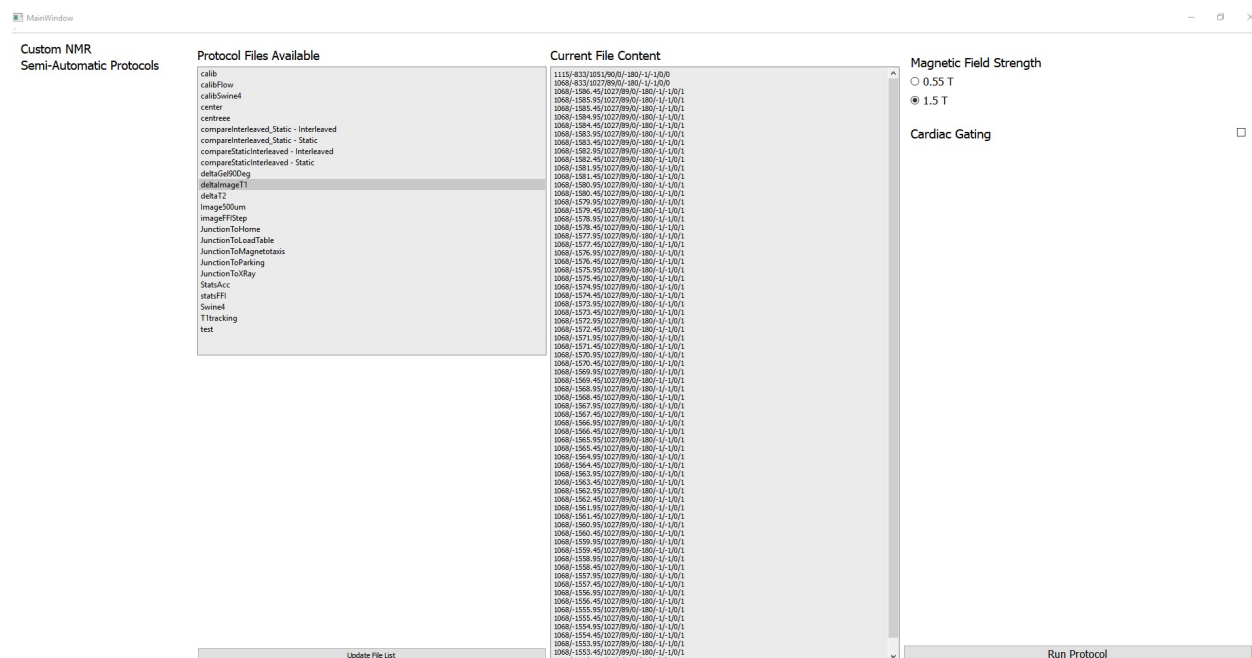 MainWindow
Custom NMR
Semi-Automatic Protocols
Protocol Files Available
calib
calibFlow
calibSwine4
center
centreee
compareInterleaved_Static - Interleaved
compareInterleaved_Static - Static
compareStaticInterleaved - Interleaved
compareStaticInterleaved - Static
deltaGel90Deg
deltaImageT1
deltaT2
Image500um
imageFFIStep
JunctionToHome
JunctionToLoadTable
JunctionToMagnetotaxis
JunctionToParking
JunctionToXRay
StatsAcc
statsFFI
Swine4
T1tracking
test
Update File List
Current File Content
1115/-833/1051/90/0/-180/-1/-1/0/0
1068/-833/1027/89/0/-180/-1/-1/0/0
1068/-1586.45/1027/89/0/-180/-1/-1/0/1
1068/-1585.95/1027/89/0/-180/-1/-1/0/1
1068/-1585.45/1027/89/0/-180/-1/-1/0/1
1068/-1584.95/1027/89/0/-180/-1/-1/0/1
1068/-1584.45/1027/89/0/-180/-1/-1/0/1
1068/-1583.95/1027/89/0/-180/-1/-1/0/1
1068/-1583.45/1027/89/0/-180/-1/-1/0/1
1068/-1582.95/1027/89/0/-180/-1/-1/0/1
1068/-1582.45/1027/89/0/-180/-1/-1/0/1
1068/-1581.95/1027/89/0/-180/-1/-1/0/1
1068/-1581.45/1027/89/0/-180/-1/-1/0/1
1068/-1580.95/1027/89/0/-180/-1/-1/0/1
1068/-1580.45/1027/89/0/-180/-1/-1/0/1
1068/-1579.95/1027/89/0/-180/-1/-1/0/1
1068/-1579.45/1027/89/0/-180/-1/-1/0/1
1068/-1578.95/1027/89/0/-180/-1/-1/0/1
1068/-1578.45/1027/89/0/-180/-1/-1/0/1
1068/-1577.95/1027/89/0/-180/-1/-1/0/1
1068/-1577.45/1027/89/0/-180/-1/-1/0/1
1068/-1576.95/1027/89/0/-180/-1/-1/0/1
1068/-1576.45/1027/89/0/-180/-1/-1/0/1
1068/-1575.95/1027/89/0/-180/-1/-1/0/1
1068/-1575.45/1027/89/0/-180/-1/-1/0/1
1068/-1574.95/1027/89/0/-180/-1/-1/0/1
1068/-1574.45/1027/89/0/-180/-1/-1/0/1
1068/-1573.95/1027/89/0/-180/-1/-1/0/1
1068/-1573.45/1027/89/0/-180/-1/-1/0/1
1068/-1572.95/1027/89/0/-180/-1/-1/0/1
1068/-1572.45/1027/89/0/-180/-1/-1/0/1
1068/-1571.95/1027/89/0/-180/-1/-1/0/1
1068/-1571.45/1027/89/0/-180/-1/-1/0/1
1068/-1570.95/1027/89/0/-180/-1/-1/0/1
1068/-1570.45/1027/89/0/-180/-1/-1/0/1
1068/-1569.95/1027/89/0/-180/-1/-1/0/1
1068/-1569.45/1027/89/0/-180/-1/-1/0/1
1068/-1568.95/1027/89/0/-180/-1/-1/0/1
1068/-1568.45/1027/89/0/-180/-1/-1/0/1
1068/-1567.95/1027/89/0/-180/-1/-1/0/1
1068/-1567.45/1027/89/0/-180/-1/-1/0/1
1068/-1566.95/1027/89/0/-180/-1/-1/0/1
1068/-1566.45/1027/89/0/-180/-1/-1/0/1
1068/-1565.95/1027/89/0/-180/-1/-1/0/1
1068/-1565.45/1027/89/0/-180/-1/-1/0/1
1068/-1564.95/1027/89/0/-180/-1/-1/0/1
1068/-1564.45/1027/89/0/-180/-1/-1/0/1
1068/-1563.95/1027/89/0/-180/-1/-1/0/1
1068/-1563.45/1027/89/0/-180/-1/-1/0/1
1068/-1562.95/1027/89/0/-180/-1/-1/0/1
1068/-1562.45/1027/89/0/-180/-1/-1/0/1
1068/-1561.95/1027/89/0/-180/-1/-1/0/1
1068/-1561.45/1027/89/0/-180/-1/-1/0/1
1068/-1560.95/1027/89/0/-180/-1/-1/0/1
1068/-1560.45/1027/89/0/-180/-1/-1/0/1
1068/-1559.95/1027/89/0/-180/-1/-1/0/1
1068/-1559.45/1027/89/0/-180/-1/-1/0/1
1068/-1558.95/1027/89/0/-180/-1/-1/0/1
1068/-1558.45/1027/89/0/-180/-1/-1/0/1
1068/-1557.95/1027/89/0/-180/-1/-1/0/1
1068/-1557.45/1027/89/0/-180/-1/-1/0/1
1068/-1556.95/1027/89/0/-180/-1/-1/0/1
1068/-1556.45/1027/89/0/-180/-1/-1/0/1
1068/-1555.95/1027/89/0/-180/-1/-1/0/1
1068/-1555.45/1027/89/0/-180/-1/-1/0/1
1068/-1554.95/1027/89/0/-180/-1/-1/0/1
1068/-1554.45/1027/89/0/-180/-1/-1/0/1
1068/-1553.95/1027/89/0/-180/-1/-1/0/1
1068/-1553.45/1027/89/0/-180/-1/-1/0/1
Magnetic Field Strength
0.55 T
1.5 T
Cardiac Gating
Run Protocol